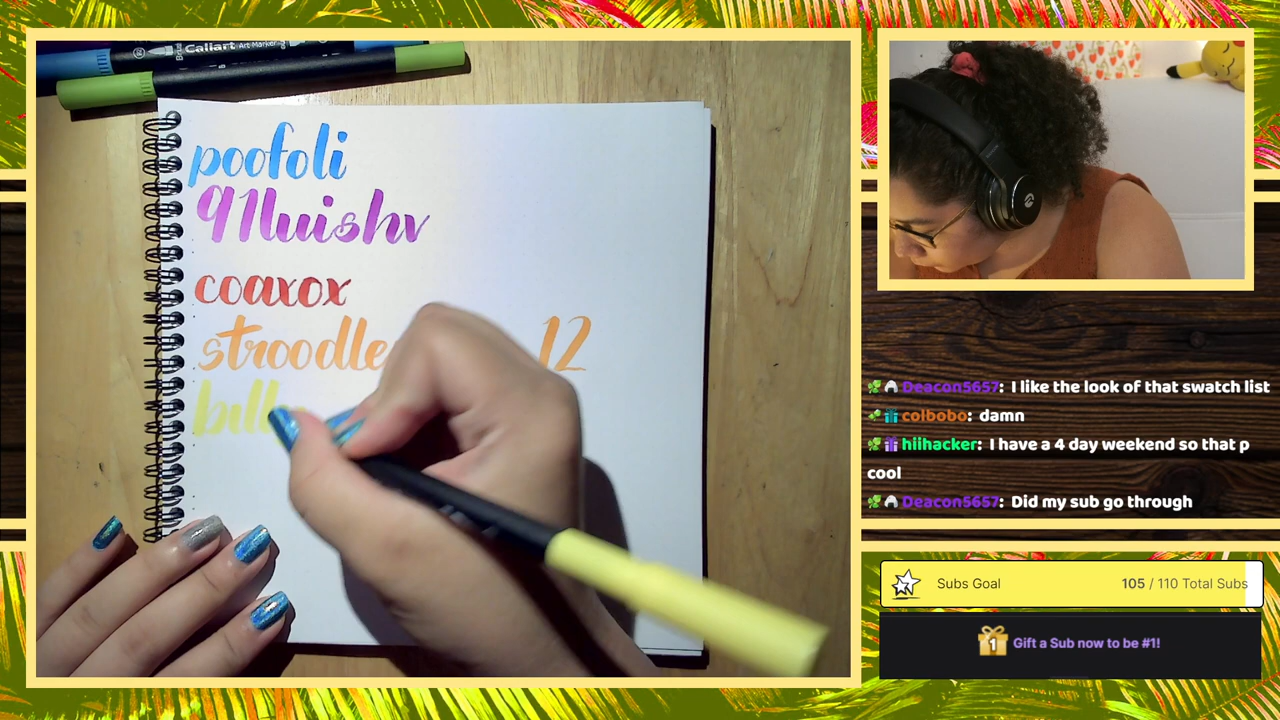 Callart Art Marker
poofoli
91luishv
coaxox
stroodle
12
bill
Deacon5657: I like the look of that swatch list
colbobo: damn
hiihacker: I have a 4 day weekend so that p
cool
Deacon5657: Did my sub go through
Subs Goal
105 / 110 Total Subs
1
Gift a Sub now to be #1!